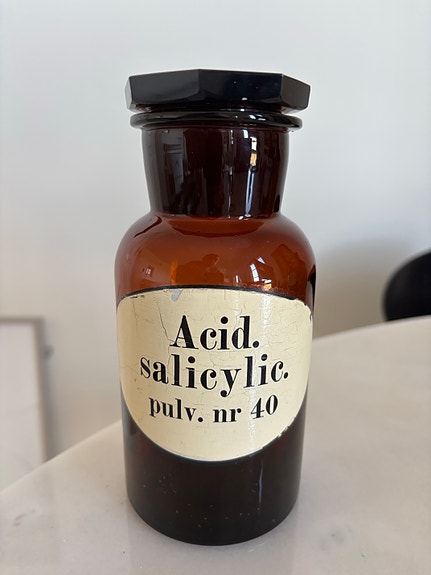 Acid.
salicylic.
pulv. nr 40